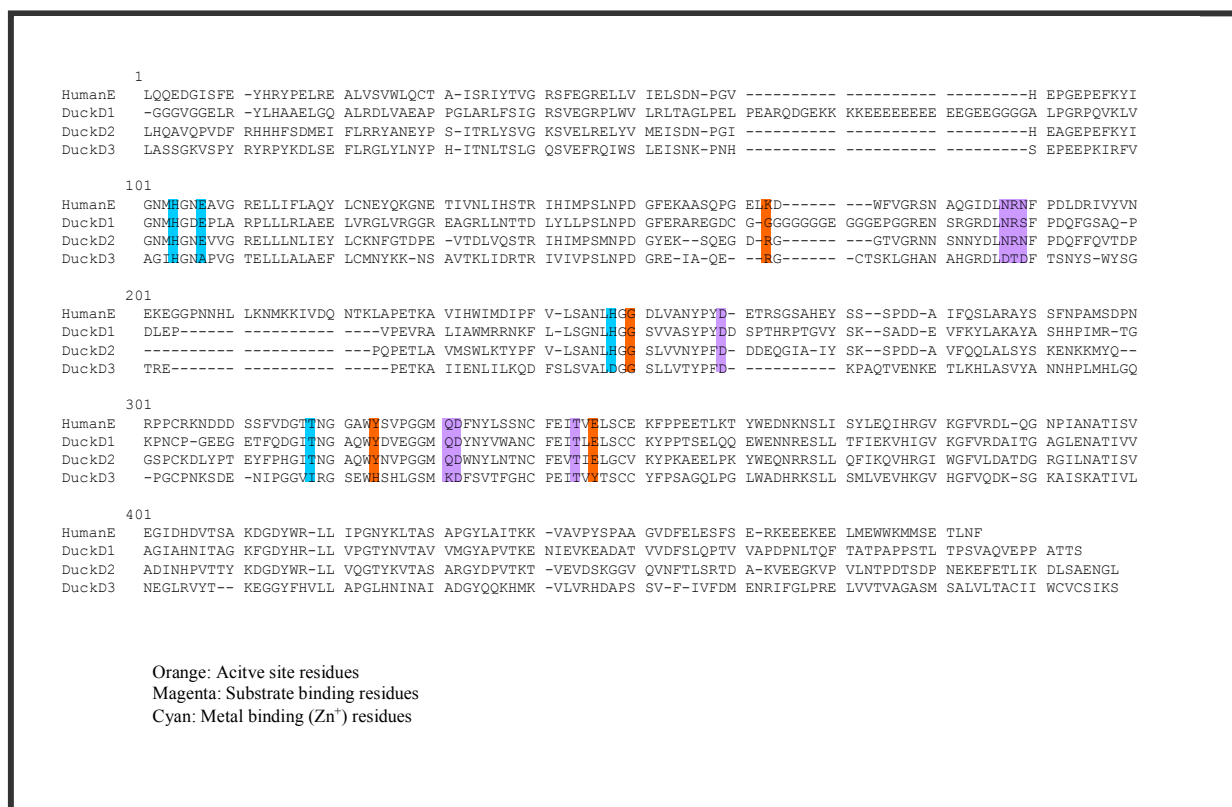 1
HumanE LQQEDGISFE -YHRYPELRE ALVSVWLQCT A-ISRIYTVG RSFEGRELLV IELSDN-PGV ---------- ---------- ---------H EPGEPEFKYI
DuckD1 -GGGVGGELR -YLHAAELGQ ALRDLVAEAP PGLARLFSIG RSVEGRPLWV LRLTAGLPEL PEARQDGEKK KKEEEEEEEE EEGEEGGGGA LPGRPQVKLV
DuckD2 LHQAVQPVDF RHHHFSDMEI FLRRYANEYP S-ITRLYSVG KSVELRELYV MEISDN-PGI ---------- ---------- ---------H EAGEPEFKYI
DuckD3 LASSGKVSPY RYRPYKDLSE FLRGLYLNYP H-ITNLTSLG QSVEFRQIWS LEISNK-PNH ---------- ---------- ---------S EPEEPKIRFV
101
HumanE GNMHGNEAVG RELLIFLAQY LCNEYQKGNE TIVNLIHSTR IHIMPSLNPD GFEKAASQPG ELKD------ ---WFVGRSN AQGIDLNRNF PDLDRIVYVN
DuckD1 GNMHGDEPLA RPLLLRLAEE LVRGLVRGGR EAGRLLNTTD LYLLPSLNPD GFERAREGDC GGGGGGGGEG GGGEPGGREN SRGRDLNRSF PDQFGSAQ-P
DuckD2 GNMHGNEVVG RELLLNLIEY LCKNFGTDPE -VTDLVQSTR IHIMPSMNPD GYEK--SQEG D-RG------ ---GTVGRNN SNNYDLNRNF PDQFFQVTDP
DuckD3 AGIHGNAPVG TELLLALAEF LCMNYKK-NS AVTKLIDRTR IVIVPSLNPD GREI-IA-QE --RG------ ---CTSKLGHAN AHGRDLDTDF TSNYS-WYSG
201
HumanE EKEGGPNNHL LKNMKKIVDQ NTKLAPETKA VIHWIMDIPF V-LSANLHGG DLVANYPYD- ETRSGSAHEY SS--SPDD-A IFQSLARAYS SFNPAMSDPN
DuckD1 DLEP------ ---------- ----VPEVRA LIAWMRRNKF L-LSGNLHGG SVVASYPYDD SPTHRPTGVY SK--SADD-E VFKYLAKAYA SHHPIMR-TG
DuckD2 ---------- ---------- ---PQPETLA VMSWLKTYPF V-LSANLHGG SLVVNYPFD- DDEQGIA-IY SK--SPDD-A VFQQLALSYS KENKKMYQ--
DuckD3 TRE------- ---------- -----PETKA IIENLILKQD FSLSVALDGG SLLVTYPFD- ---------- KPAQTVENKE TLKHLASVYA NNHPLMHLGQ
301
HumanE RPPCRKNDDD SSFVDGTTNG GAWYSVPGGM QDFNYLSSNC FEITVELSCE KFPPEETLKT YWEDNKNSLI SYLEQIHRGV KGFVRDL-QG NPIANATISV
DuckD1 KPNCP-GEEG ETFQDGITNG AQWYDVEGGM QDYNYVWANC FEITLELSCC KYPPTSELQQ EWENNRESLL TFIEKVHIGV KGFVRDAITG AGLENATIVV
DuckD2 GSPCKDLYPT EYFPHGITNG AQWYNVPGGM QDWNYLNTNC FEVTIELGCV KYPKAEELPK YWEQNRRSLL QFIKQVHRGI WGFVLDATDG RGILNATISV
DuckD3 -PGCPNKSDE -NIPGGVIRG SEWHSHLGSM KDFSVTFGHC PEITVYTSCC YFPSAGQLPG LWADHRKSLL SMLVEVHKGV HGFVQDK-SG KAISKATIVL
401
HumanE EGIDHDVTSA KDGDYWR-LL IPGNYKLTAS APGYLAITKK -VAVPYSPAA GVDFELESFS E-RKEEEKEE LMEWWKMMSE TLNF
DuckD1 AGIAHNITAG KFGDYHR-LL VPGTYNVTAV VMGYAPVTKE NIEVKEADAT VVDFSLQPTV VAPDPNLTQF TATPAPPSTL TPSVAQVEPP ATTS
DuckD2 ADINHPVTTY KDGDYWR-LL VQGTYKVTAS ARGYDPVTKT -VEVDSKGGV QVNFTLSRTD A-KVEEGKVP VLNTPDTSDP NEKEFETLIK DLSAENGL
DuckD3 NEGLRVYT-- KEGGYFHVLL APGLHNINAI ADGYQQKHMK -VLVRHDAPS SV-F-IVFDM ENRIFGLPRE LVVTVAGASM SALVLTACII WCVCSIKS
Orange: Acitve site residues
Magenta: Substrate binding residues
Cyan: Metal binding (Zn⁺) residues